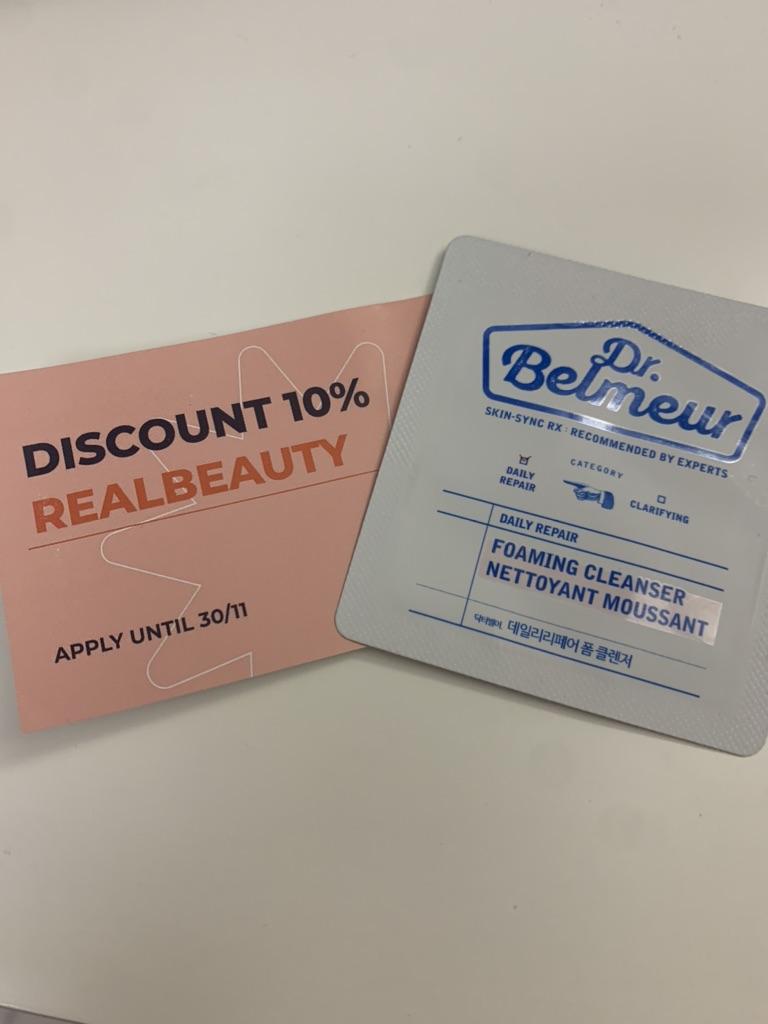 DISCOUNT 10%
REALBEAUTY
APPLY UNTIL 30/11
Dr.
Belmeur
SKIN-SYNC RX : RECOMMENDED BY EXPERTS
CATEGORY
DAILY
REPAIR
CLARIFYING
DAILY REPAIR
FOAMING CLEANSER
NETTOYANT MOUSSANT
닥터벨머 데일리리페어 폼 클렌저